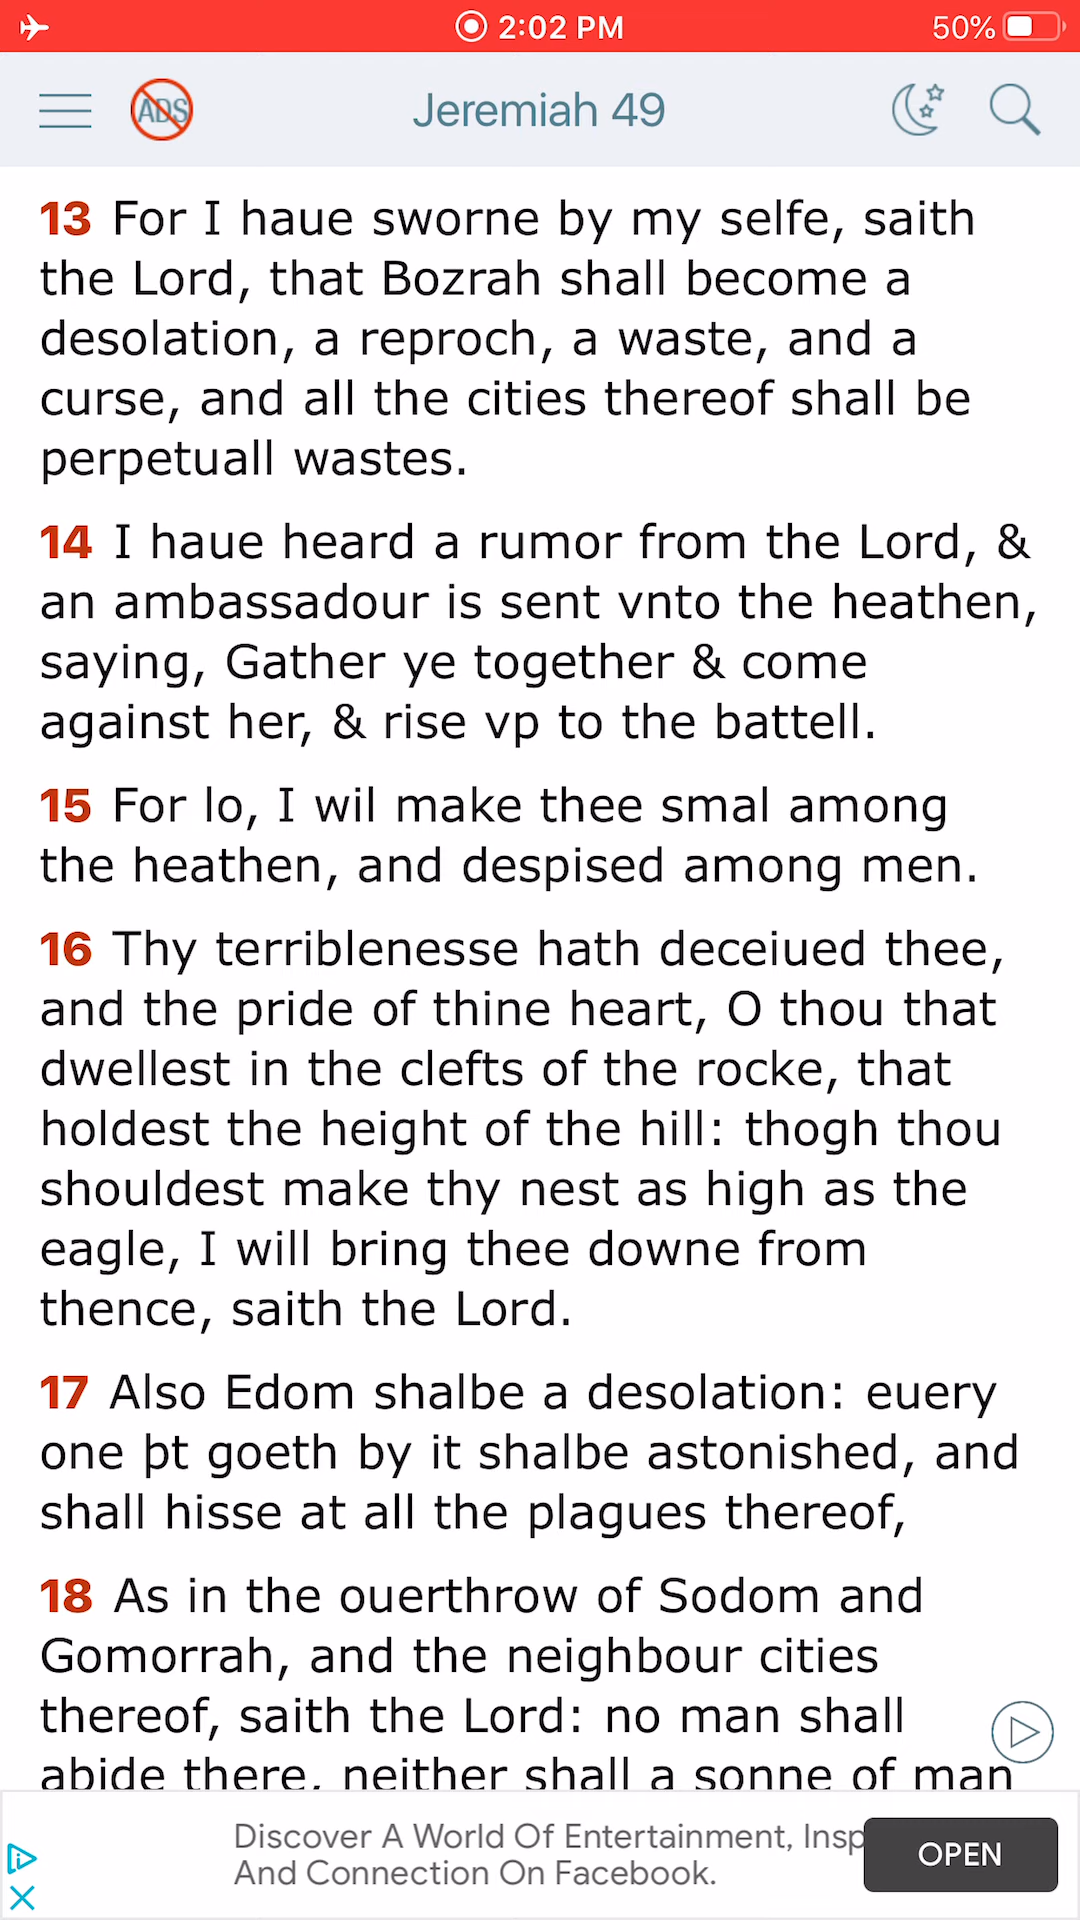 2:02 PM
50%
ADS
Jeremiah 49
13 For I haue sworne by my selfe, saith
the Lord, that Bozrah shall become a
desolation, a reproch, a waste, and a
curse, and all the cities thereof shall be
perpetuall wastes.
14 I haue heard a rumor from the Lord, &
an ambassadour is sent vnto the heathen,
saying, Gather ye together & come
against her, & rise vp to the battell.
15 For lo, I wil make thee smal among
the heathen, and despised among men.
16 Thy terriblenesse hath deceiued thee,
and the pride of thine heart, O thou that
dwellest in the clefts of the rocke, that
holdest the height of the hill: thogh thou
shouldest make thy nest as high as the
eagle, I will bring thee downe from
thence, saith the Lord.
17 Also Edom shalbe a desolation: euery
one þt goeth by it shalbe astonished, and
shall hisse at all the plagues thereof,
18 As in the ouerthrow of Sodom and
Gomorrah, and the neighbour cities
thereof, saith the Lord: no man shall
abide there, neither shall a sonne of man
Discover A World Of Entertainment, Insp
And Connection On Facebook.
OPEN